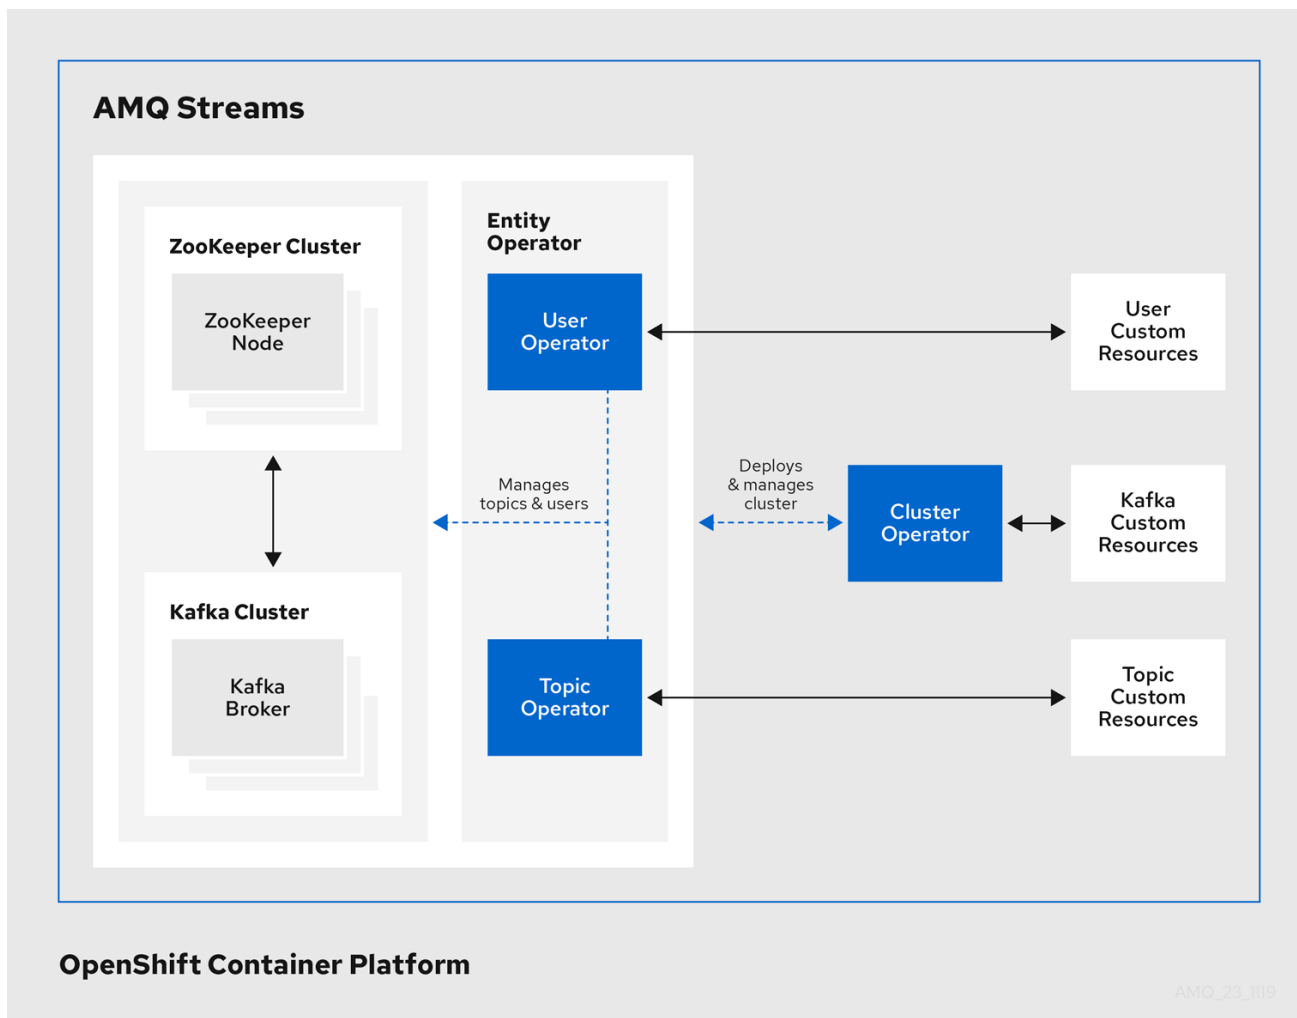 AMQ Streams
ZooKeeper Cluster
ZooKeeper
Node
Kafka Cluster
Kafka
Broker
Entity
Operator
User
Operator
Manages
topics & users
Topic
Operator
Deploys
& manages
cluster
Cluster
Operator
User
Custom
Resources
Kafka
Custom
Resources
Topic
Custom
Resources
OpenShift Container Platform
AMQ_23_1119